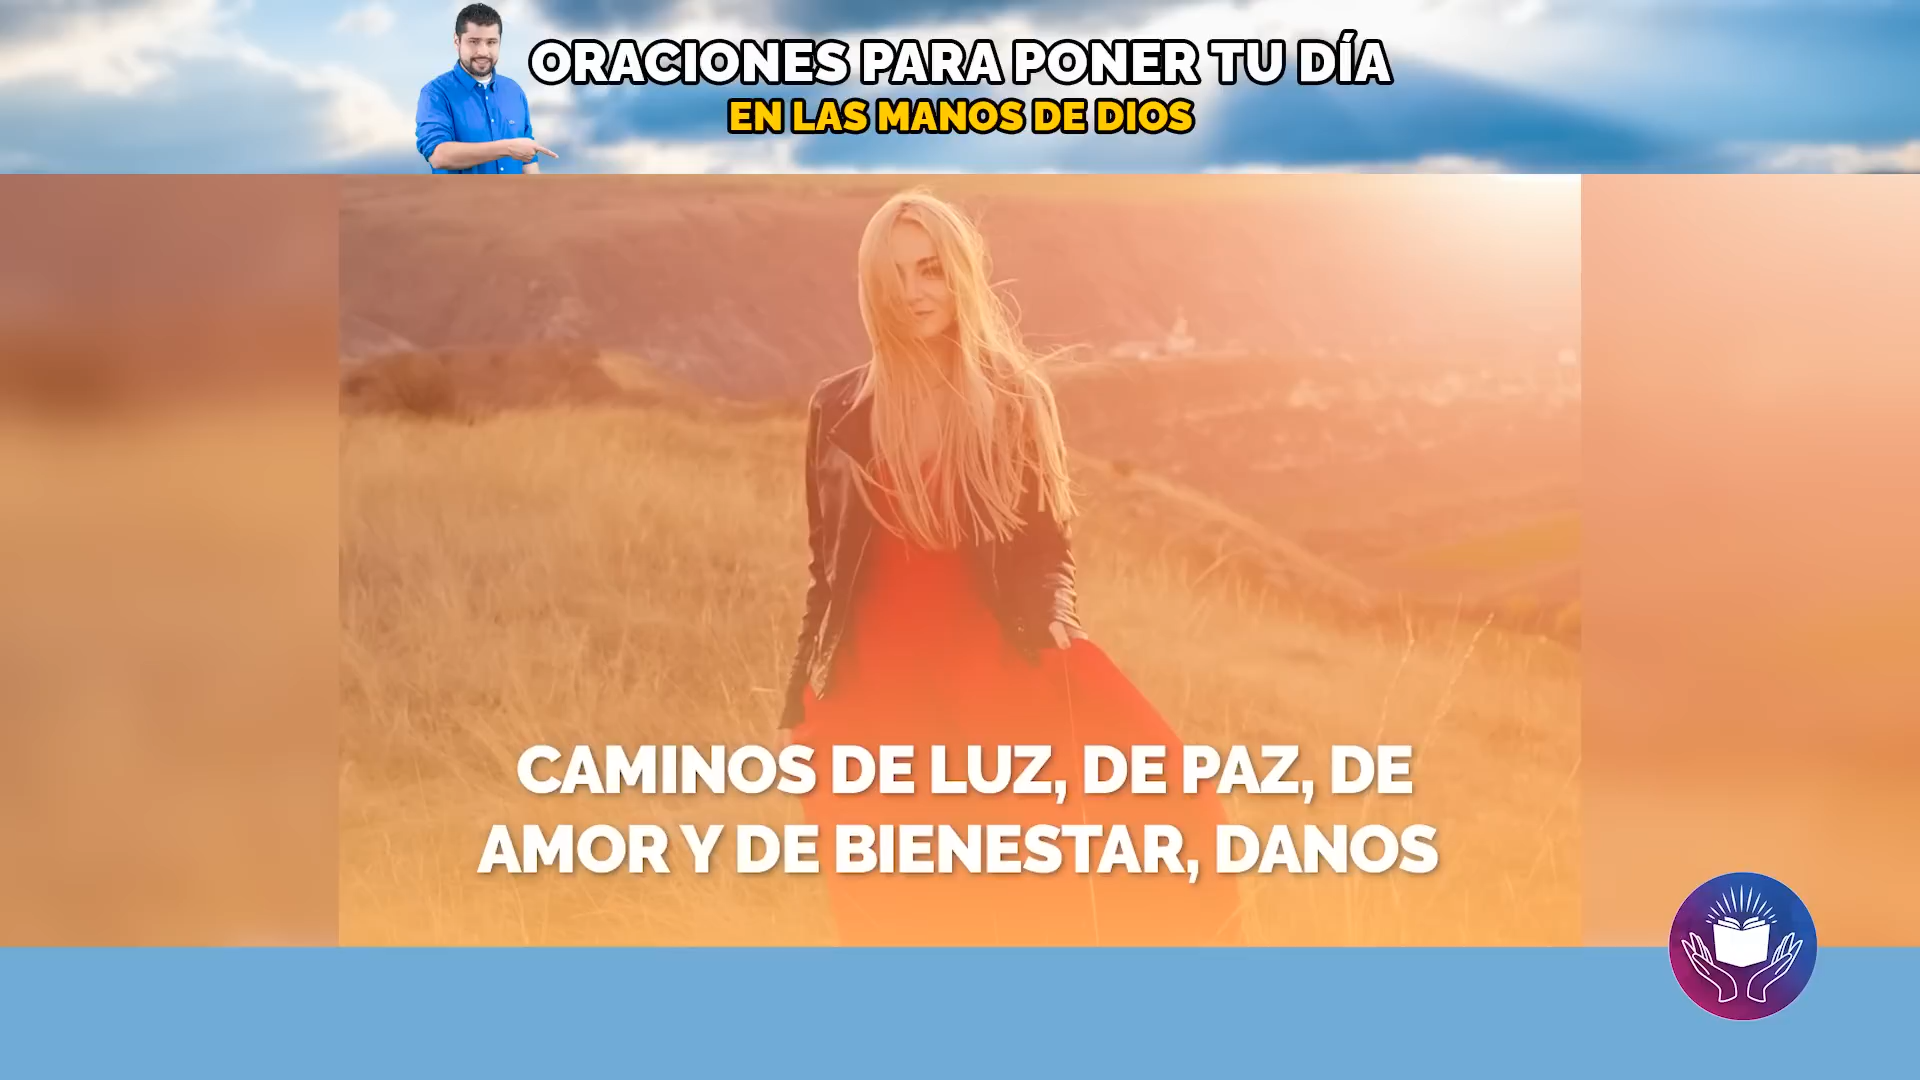 ORACIONES PARA PONER TU DÍA
EN LAS MANOS DE DIOS
CAMINOS DE LUZ, DE PAZ, DE
AMOR Y DE BIENESTAR, DANOS